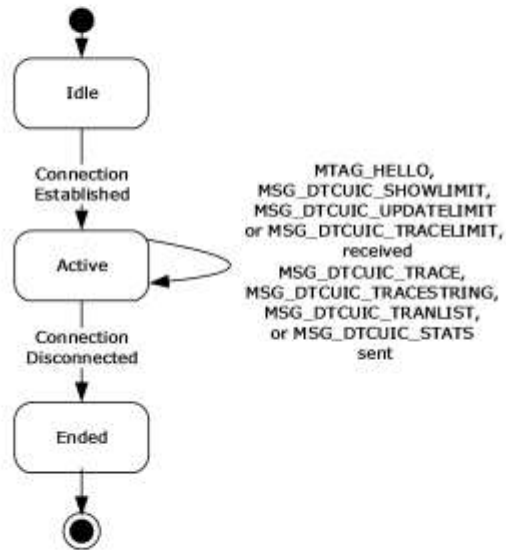 Idle
Connection
Established
MTAG_HELLO,
MSG_DTCUIC_SHOWLIMIT,
MSG_DTCUIC_UPDATELIMIT
or MSG_DTCUIC_TRACELIMIT,
received
MSG_DTCUIC_TRACE,
MSG_DTCUIC_TRACESTRING,
MSG_DTCUIC_TRANLIST,
or MSG_DTCUIC_STATS
sent
Active
Connection
Disconnected
Ended